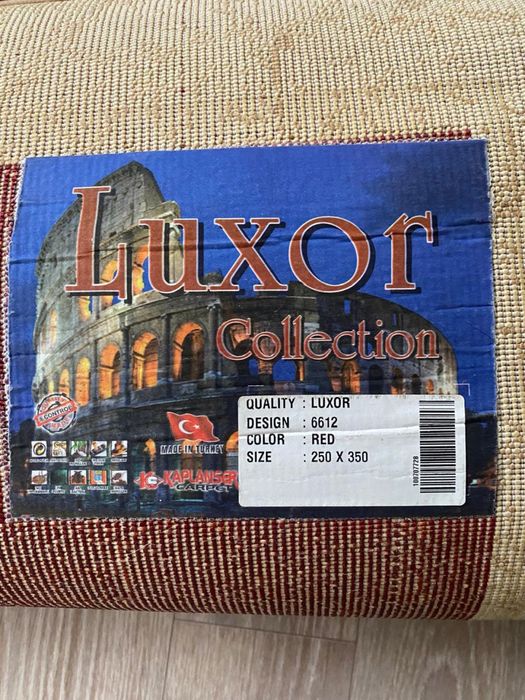 Luxor
Collection
QUALITY : LUXOR
DESIGN : 6612
COLOR : RED
SIZE : 250 X 350
100707728
CONTROL
MADE IN TURKEY
KAPLANSER
CARPET